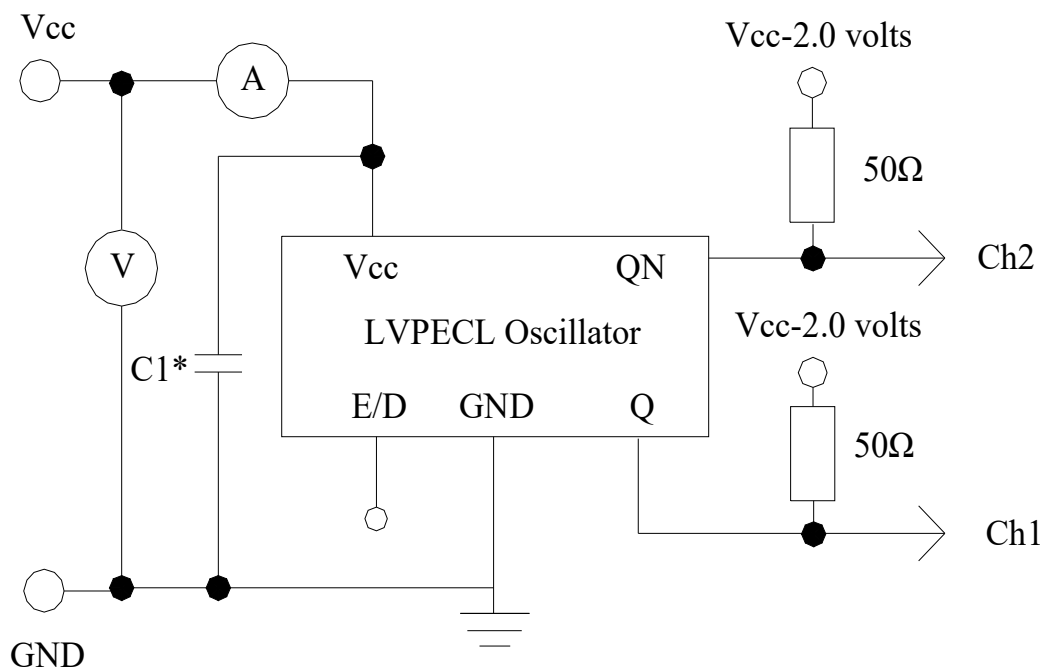 Vcc
A
Vcc-2.0 volts
50Ω
V
Vcc
QN
Ch2
LVPECL Oscillator
Vcc-2.0 volts
C1*
E/D
GND
Q
50Ω
Ch1
GND